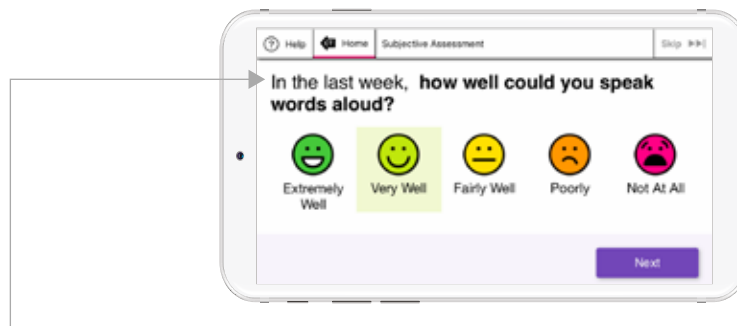 Help Home Subjective Assessment Skip
In the last week, how well could you speak
words aloud?
Extremely Very Well Fairly Well Poorly Not At All
Well
Next